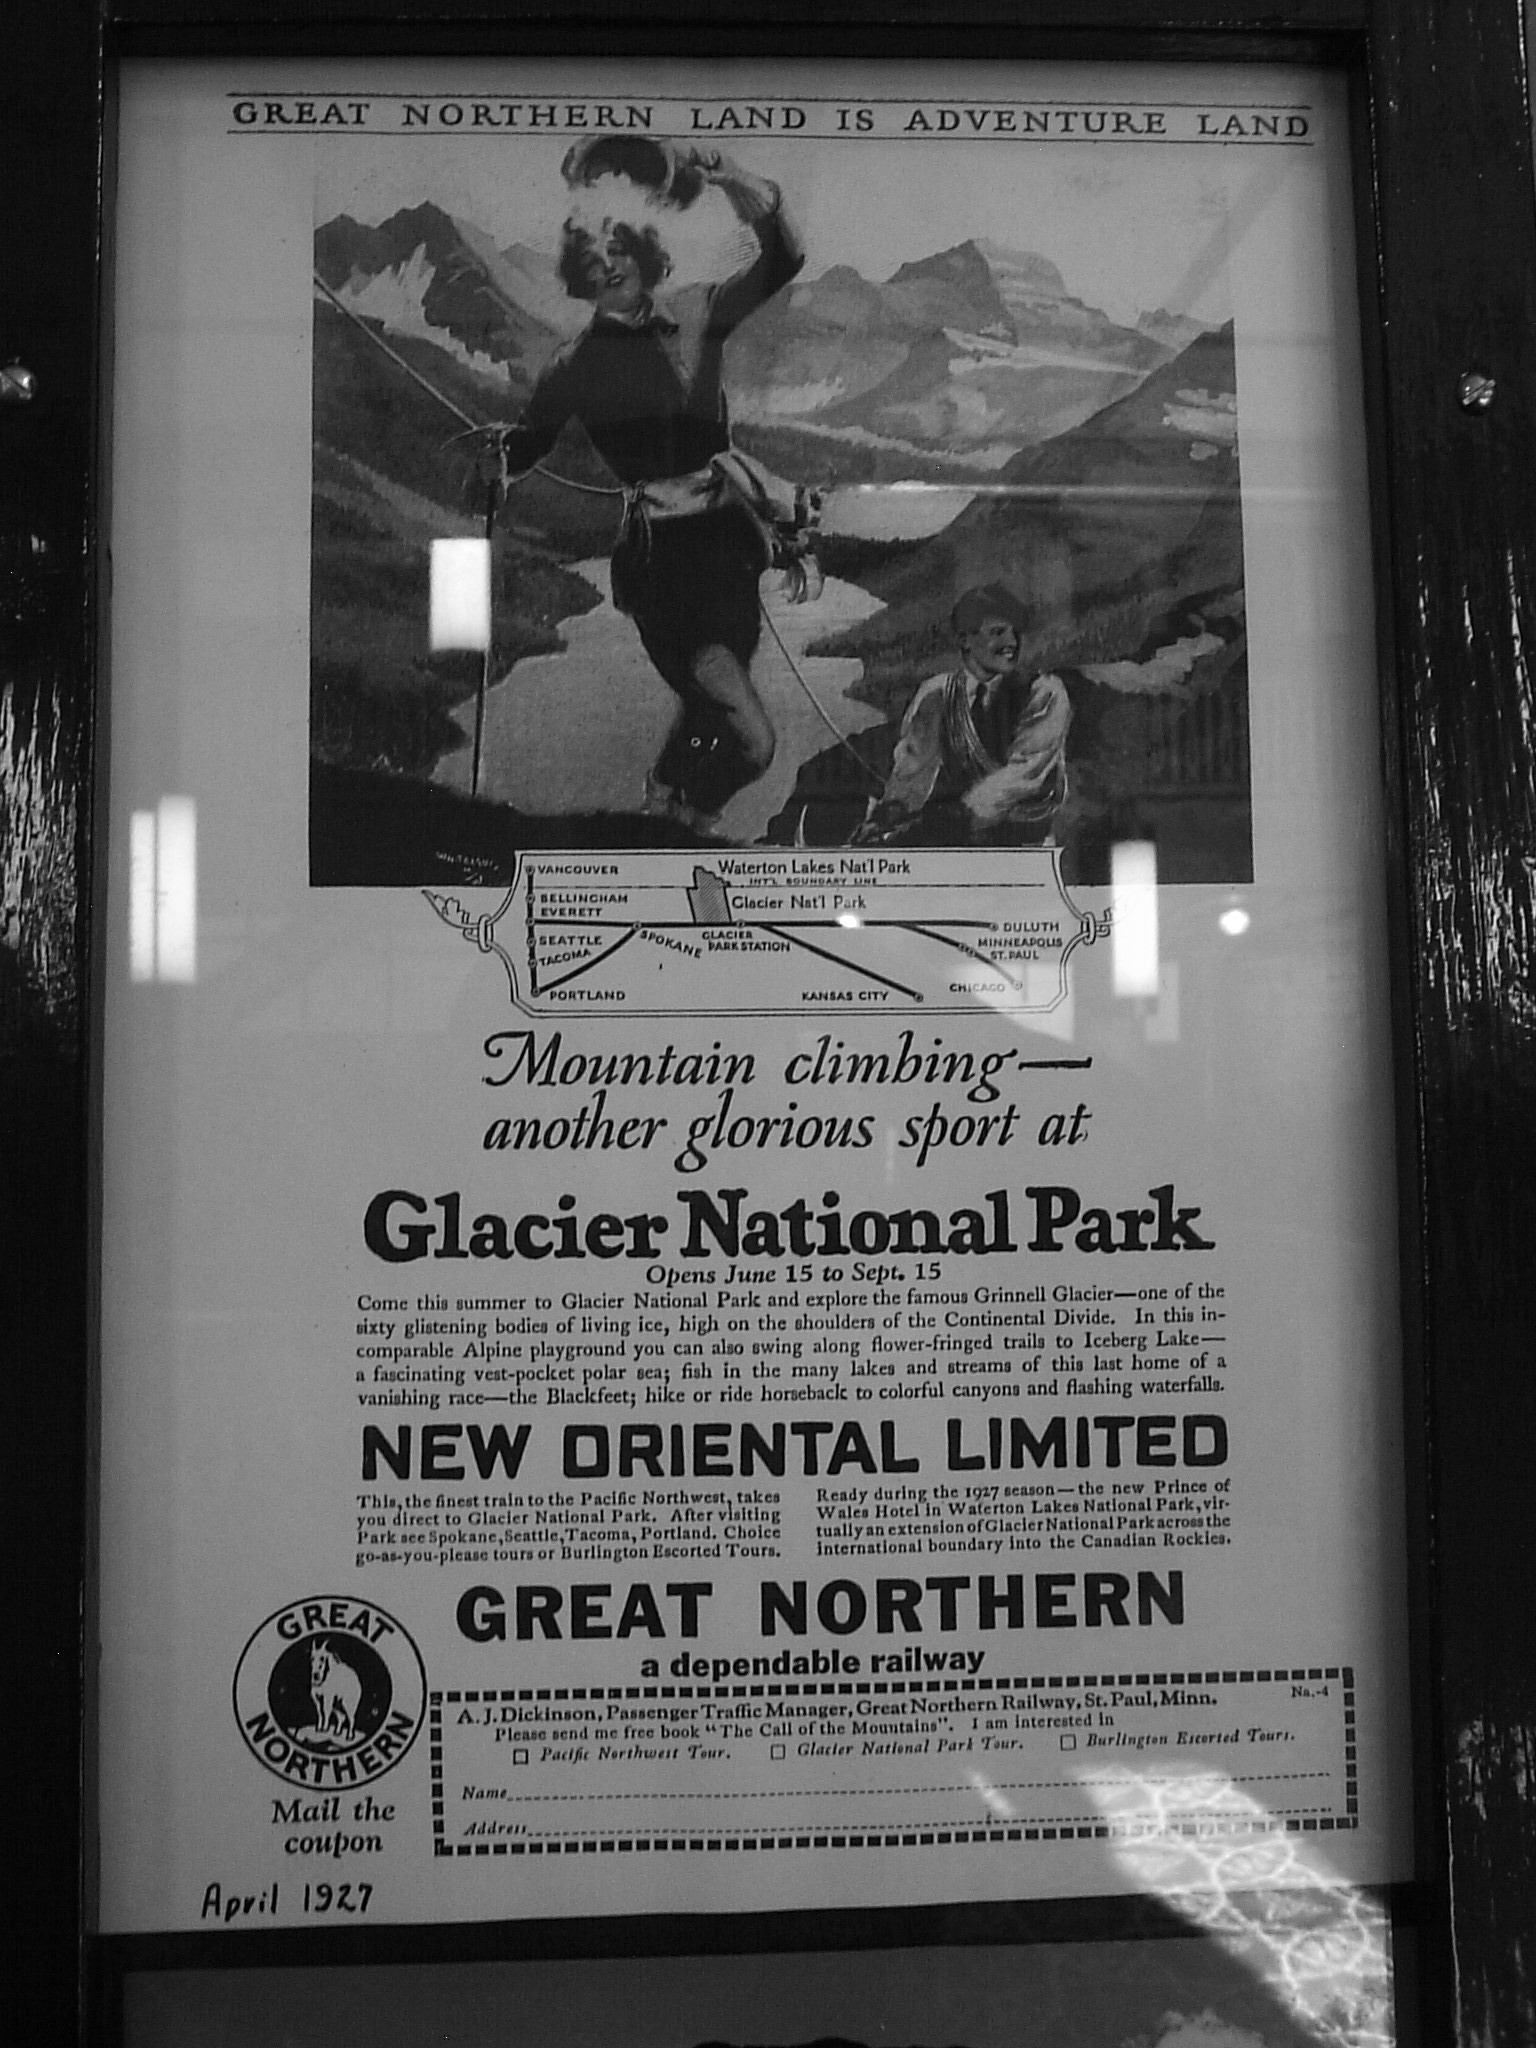 GREAT NORTHERN LAND IS ADVENTURE LAND
VANCOUVER
Waterton Lakes Nat'l Park
INT'L BOUNDARY LINE
BELLINGHAM
Glacier Nat'l Park
EVERETT
DULUTH
SEATTLE
SPOKANE
GLACIER
PARK STATION
MINNEAPOLIS
TACOMA
ST. PAUL
CHICAGO
PORTLAND
KANSAS CITY
Mountain climbing—
another glorious sport at
Glacier National Park
Opens June 15 to Sept. 15
Come this summer to Glacier National Park and explore the famous Grinnell Glacier—one of the
sixty glistening bodies of living ice, high on the shoulders of the Continental Divide. In this in-
comparable Alpine playground you can also swing along flower-fringed trails to Iceberg Lake—
a fascinating vest-pocket polar sea; fish in the many lakes and streams of this last home of a
vanishing race—the Blackfeet; hike or ride horseback to colorful canyons and flashing waterfalls.
NEW ORIENTAL LIMITED
This, the finest train to the Pacific Northwest, takes
you direct to Glacier National Park. After visiting
Park see Spokane, Seattle, Tacoma, Portland. Choice
go-as-you-please tours or Burlington Escorted Tours.
Ready during the 1927 season—the new Prince of
Wales Hotel in Waterton Lakes National Park, vir-
tually an extension of Glacier National Park across the
international boundary into the Canadian Rockies.
GREAT NORTHERN
a dependable railway
GREAT
NORTHERN
Mail the
coupon
Na.-4
A. J. Dickinson, Passenger Traffic Manager, Great Northern Railway, St. Paul, Minn.
Please send me free book "The Call of the Mountains". I am interested in
Pacific Northwest Tour. Glacier National Park Tour. Burlington Escorted Tours.
Name
Address
April 1927